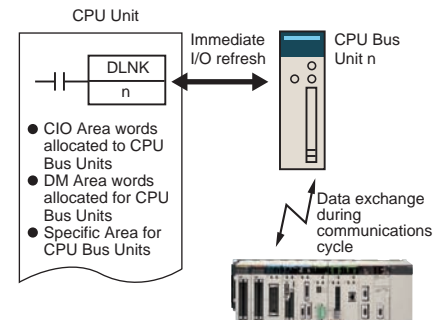 CPU Unit
DLNK
n
● CIO Area words
allocated to CPU
Bus Units
● DM Area words
allocated for CPU
Bus Units
● Specific Area for
CPU Bus Units
Immediate
I/O refresh
CPU Bus
Unit n
Data exchange
during
communications
cycle